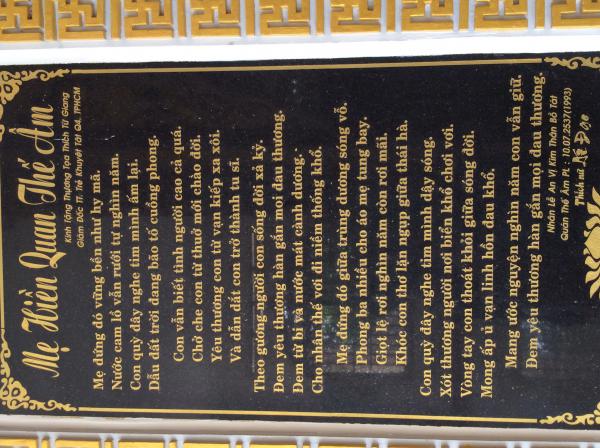 Mẹ Hiền Quan Thế Âm
Kính tặng Thượng Tọa Thích Từ Giang
Giám Đốc TT. Trẻ Khuyết Tật Q4. TPHCM
Mẹ đứng đó vững bền như hy mã.
Nước cam lồ vẫn rưới tự nghìn năm.
Con quỳ đây nghe tim mình ấm lại.
Dẫu đất trời đang bão tố cuồng phong.
Con vẫn biết tình người cao cả quá.
Chở che con từ thuở mới chào đời.
Yêu thương con từ vạn kiếp xa xôi.
Và dẫn dắt con trở thành tu sĩ.
Theo gương người con sống đời xả kỷ.
Đem yêu thương hàn gắn mọi đau thương.
Đem từ bi và nước mát cành dương.
Cho nhân thế vơi đi niềm thống khổ.
Mẹ đứng đó giữa trùng dương sóng vỗ.
Phong ba nhiều cho áo mẹ tung bay.
Giọt lệ rơi nghìn năm còn rơi mãi.
Khóc con thơ lặn ngụp giữa thái hà.
Con quỳ đây nghe tim mình dậy sóng.
Xót thương người nơi biển khổ chơi vơi.
Vòng tay con thoát khỏi giữa sóng đời.
Mong ấp ủ vạn linh hồn đau khổ.
Mang ước nguyện nghìn năm con vẫn giữ.
Đem yêu thương hàn gắn mọi đau thương.
Nhân Lễ An Vị Kim Thân Bồ Tát
Quán Thế Âm PL : 10.07.2537(1993)
Thích nữ